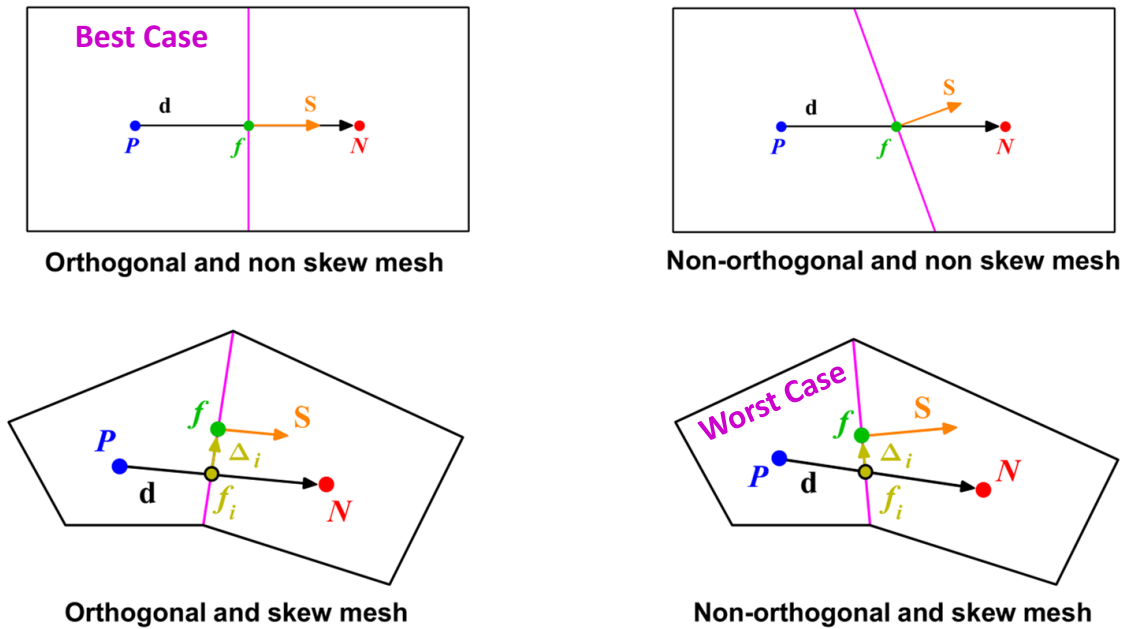 Best Case
d
S
P
f
N
Orthogonal and non skew mesh
d
S
P
f
N
Non-orthogonal and non skew mesh
f
S
P
Δi
d
fi
N
Orthogonal and skew mesh
Worst Case
f
S
P
Δi
d
fi
N
Non-orthogonal and skew mesh